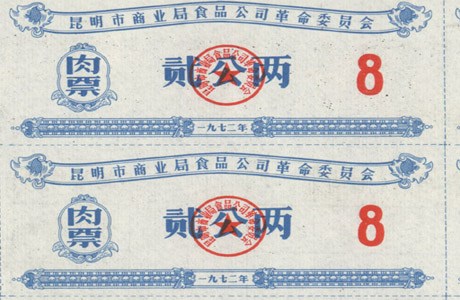 昆明市商业局食品公司革命委员会
肉票
贰公两
8
一九七二年
昆明市商业局食品公司革命委员会
肉票
贰公两
8
一九七二年